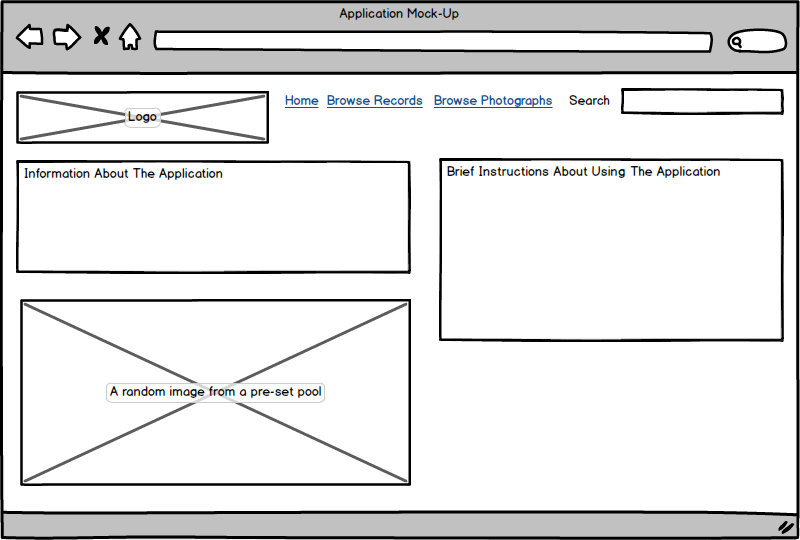 Application Mock-Up
Logo
Home Browse Records Browse Photographs Search
Information About The Application
Brief Instructions About Using The Application
A random image from a pre-set pool